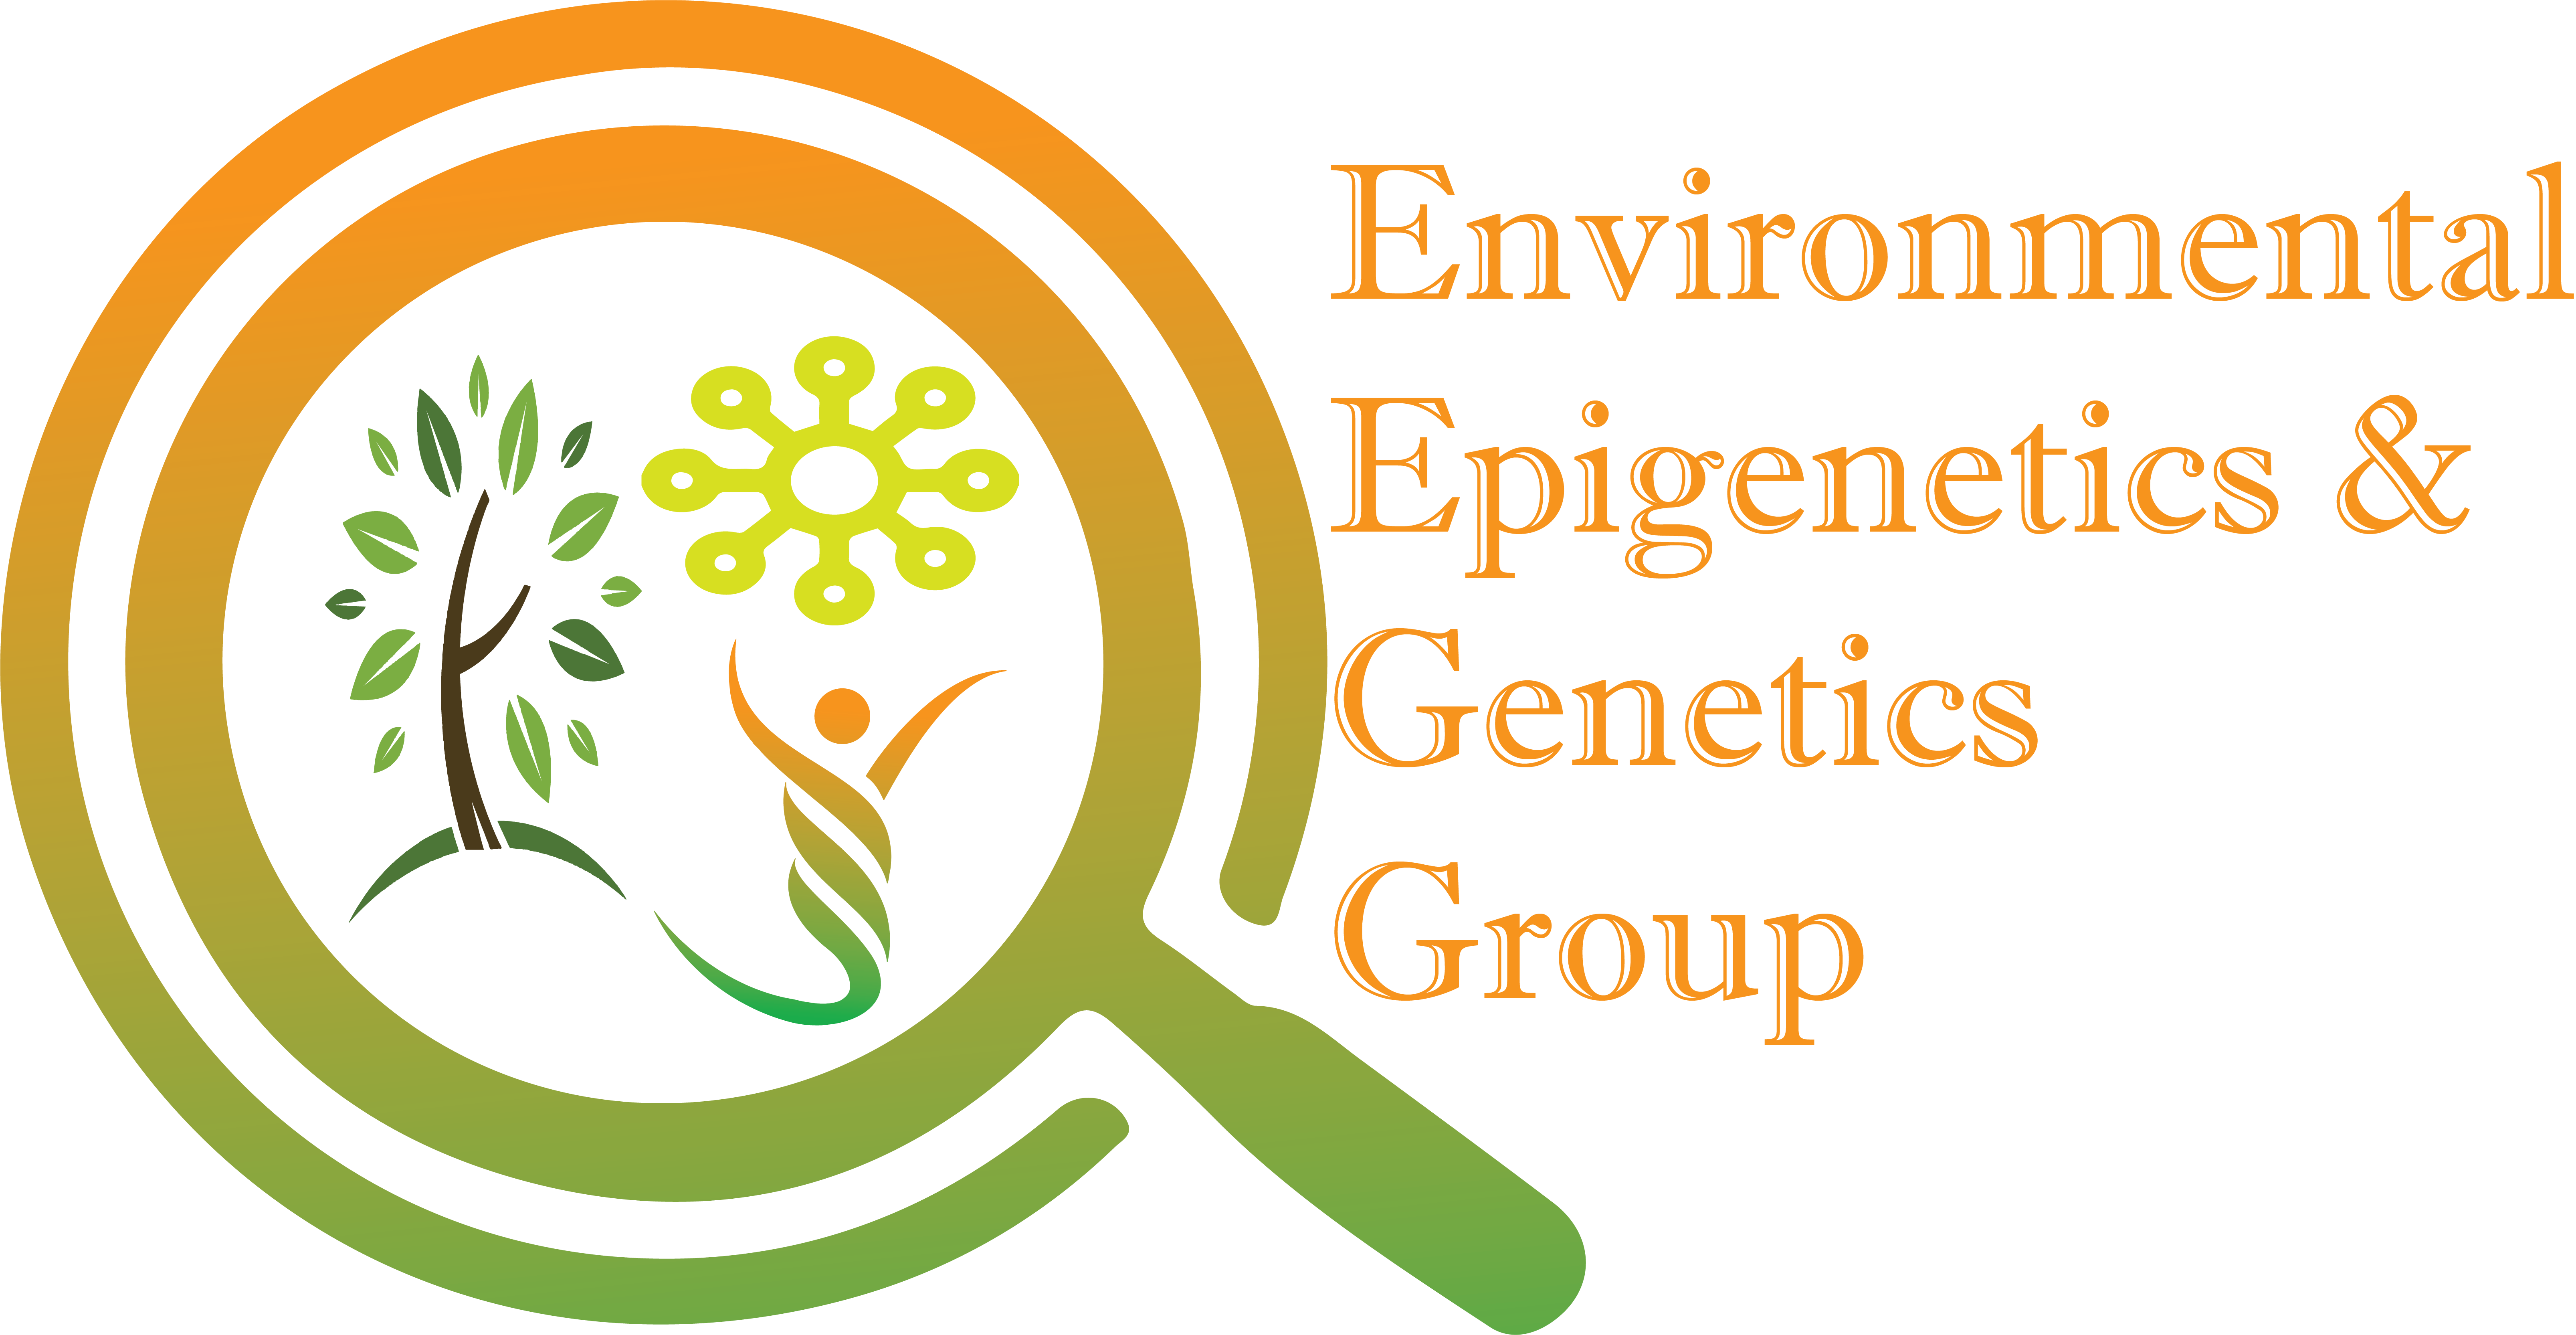 Environmental
Epigenetics &
Genetics
Group